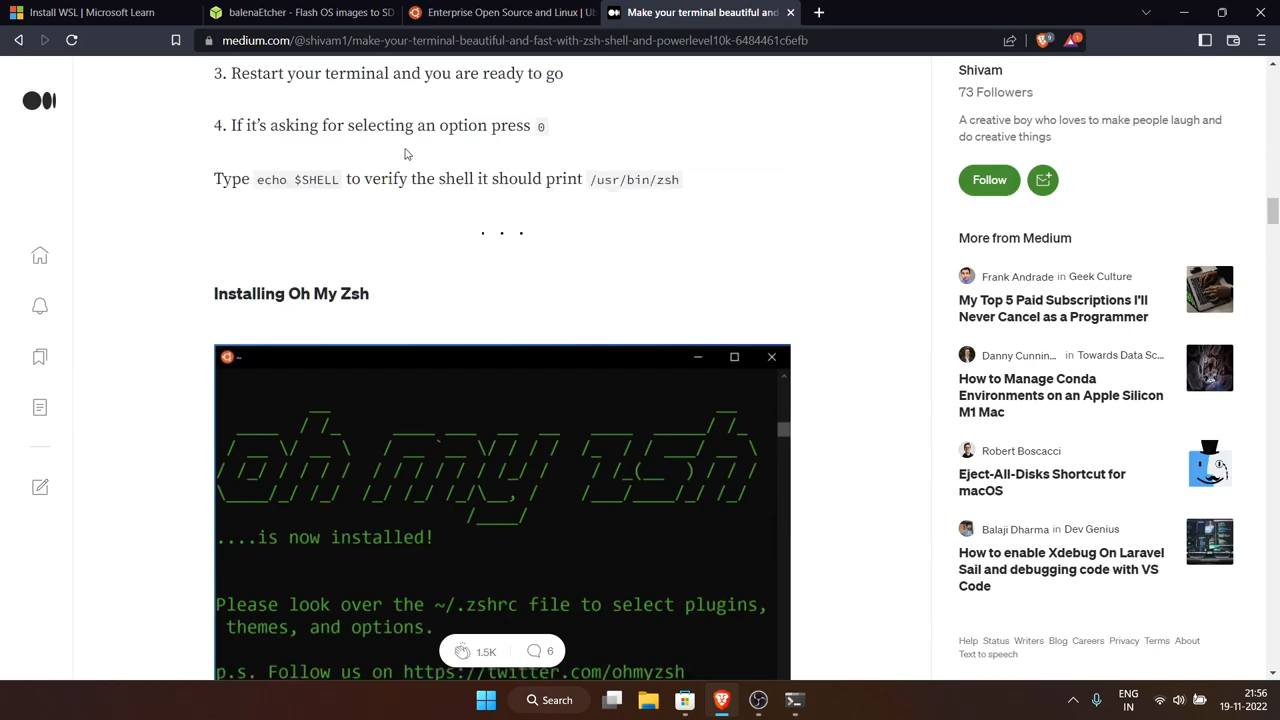 Install WSL | Microsoft Learn
balenaEtcher - Flash OS images to SD
Enterprise Open Source and Linux | Ub
Make your terminal beautiful and
medium.com/@shivam1/make-your-terminal-beautiful-and-fast-with-zsh-shell-and-powerlevel10k-6484461c6efb
9
1
3. Restart your terminal and you are ready to go
4. If it’s asking for selecting an option press 0
Type echo $SHELL to verify the shell it should print /usr/bin/zsh
. . .
Installing Oh My Zsh
~
oh my zsh
....is now installed!
Please look over the ~/.zshrc file to select plugins,
themes, and options.
p.s. Follow us on https://twitter.com/ohmyzsh
1.5K
6
Shivam
73 Followers
A creative boy who loves to make people laugh and
do creative things
Follow
More from Medium
Frank Andrade in Geek Culture
My Top 5 Paid Subscriptions I'll
Never Cancel as a Programmer
Danny Cunnin... in Towards Data Sc...
How to Manage Conda
Environments on an Apple Silicon
M1 Mac
Robert Boscacci
Eject-All-Disks Shortcut for
macOS
Balaji Dharma in Dev Genius
How to enable Xdebug On Laravel
Sail and debugging code with VS
Code
Help Status Writers Blog Careers Privacy Terms About
Text to speech
Search
ENG
IN
21:56
19-11-2022